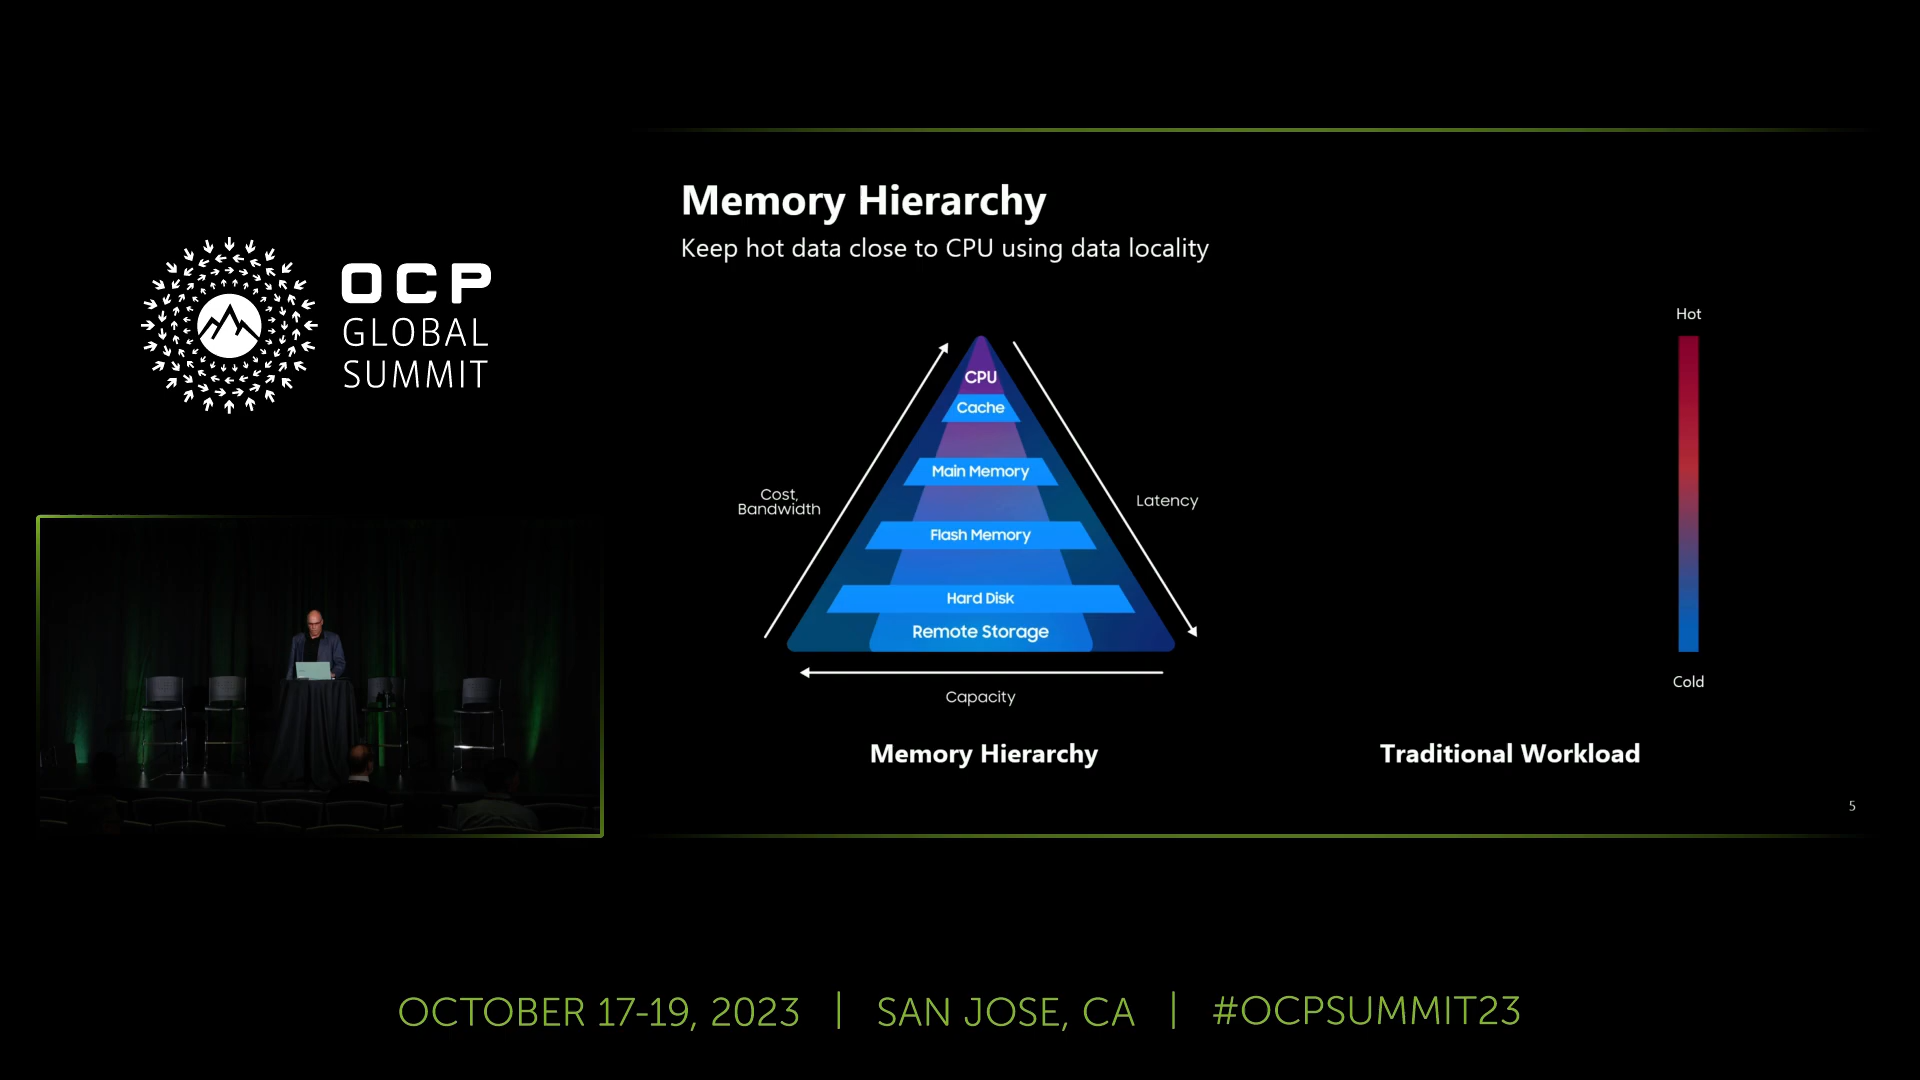 OCP
GLOBAL
SUMMIT
Memory Hierarchy
Keep hot data close to CPU using data locality
CPU
Cache
Main Memory
Flash Memory
Hard Disk
Remote Storage
Cost,
Bandwidth
Latency
Capacity
Memory Hierarchy
Hot
Cold
Traditional Workload
5
OCTOBER 17-19, 2023 | SAN JOSE, CA | #OCPSUMMIT23